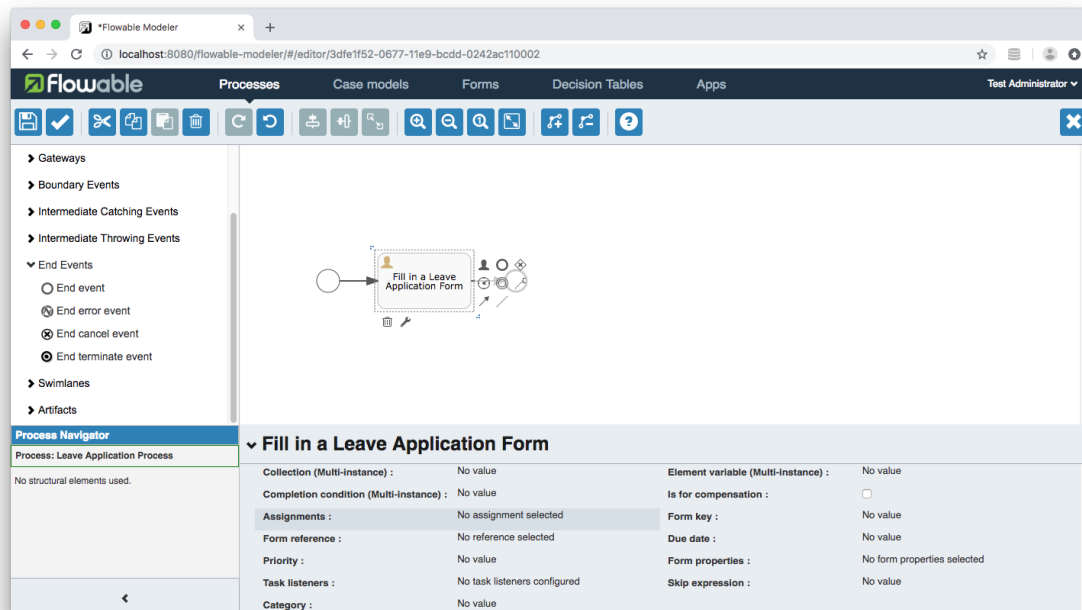 *Flowable Modeler
localhost:8080/flowable-modeler/#/editor/3dfe1f52-0677-11e9-bcdd-0242ac110002
Flowable
Processes Case models Forms Decision Tables Apps Test Administrator
Gateways
Boundary Events
Intermediate Catching Events
Intermediate Throwing Events
End Events
End event
End error event
End cancel event
End terminate event
Swimlanes
Artifacts
Fill in a Leave
Application Form
Process Navigator
Process: Leave Application Process
No structural elements used.
Fill in a Leave Application Form
Collection (Multi-instance) : No value Element variable (Multi-instance) : No value
Completion condition (Multi-instance) : No value Is for compensation :
Assignments : No assignment selected Form key : No value
Form reference : No reference selected Due date : No value
Priority : No value Form properties : No form properties selected
Task listeners : No task listeners configured Skip expression : No value
Category : No value